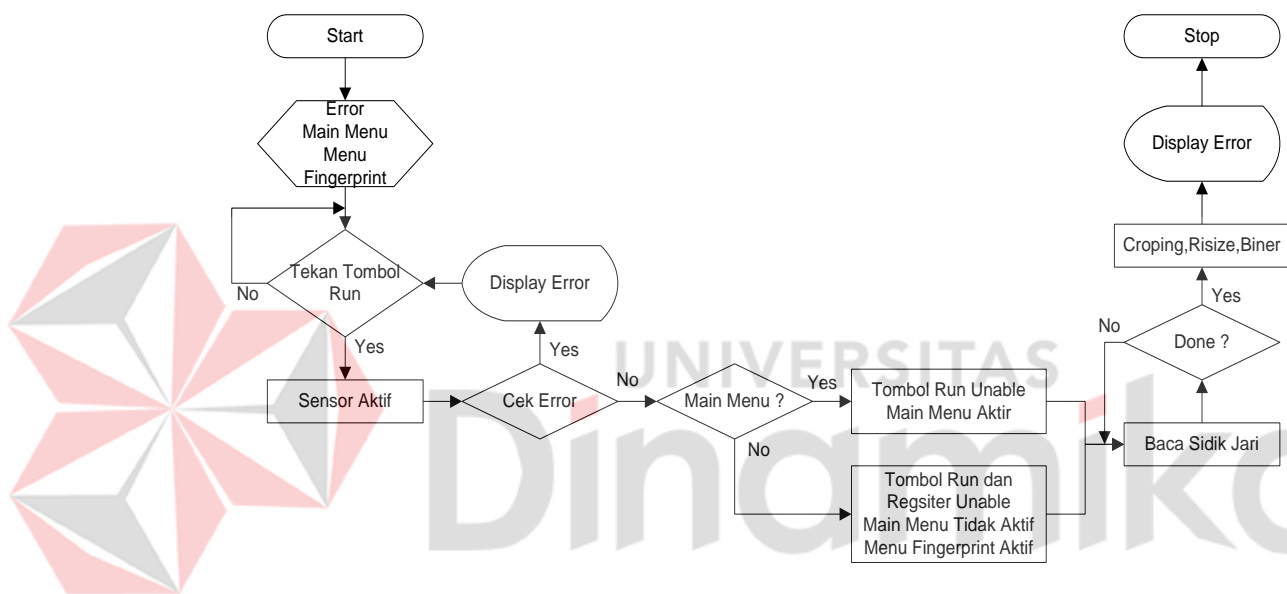 Start
Error
Main Menu
Menu
Fingerprint
Tekan Tombol
Run
No
Yes
Sensor Aktif
Cek Error
Yes
Display Error
No
Main Menu ?
Yes
Tombol Run Unable
Main Menu Aktir
No
Tombol Run dan
Regsiter Unable
Main Menu Tidak Aktif
Menu Fingerprint Aktif
Baca Sidik Jari
Done ?
No
Yes
Croping,Risize,Biner
Display Error
Stop
UNIVERSITAS
Dinamika